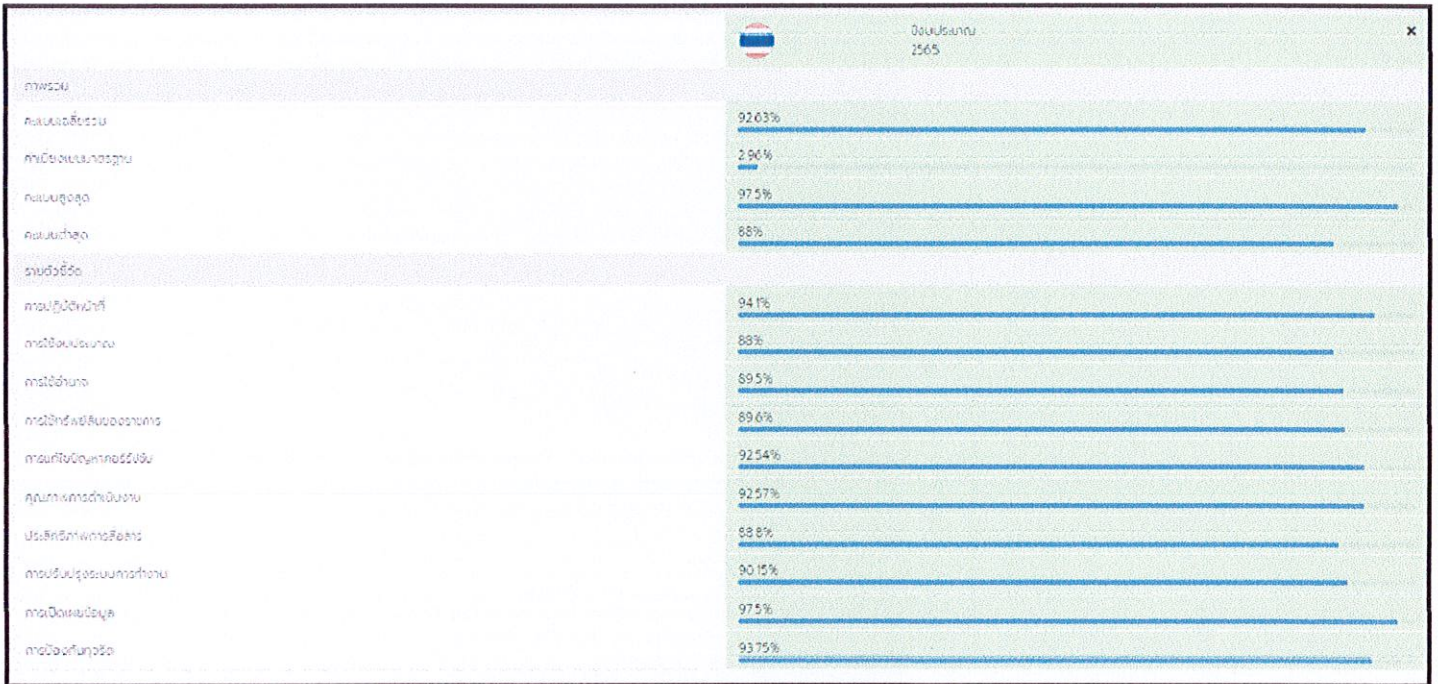 ปีงบประมาณ
2565
ภาพรวม
คะแนนเฉลี่ยรวม 92.63%
ค่าเบี่ยงเบนมาตรฐาน 2.96%
คะแนนสูงสุด 97.5%
คะแนนต่ำสุด 88%
รายตัวชี้วัด
การปฏิบัติหน้าที่ 94.1%
การใช้งบประมาณ 88%
การใช้อำนาจ 89.5%
การใช้ทรัพย์สินของราชการ 89.6%
การแก้ไขปัญหาคอร์รัปชัน 92.54%
คุณภาพการดำเนินงาน 92.57%
ประสิทธิภาพการสื่อสาร 88.8%
การปรับปรุงระบบการทำงาน 90.15%
การเปิดเผยข้อมูล 97.5%
การป้องกันทุจริต 93.75%